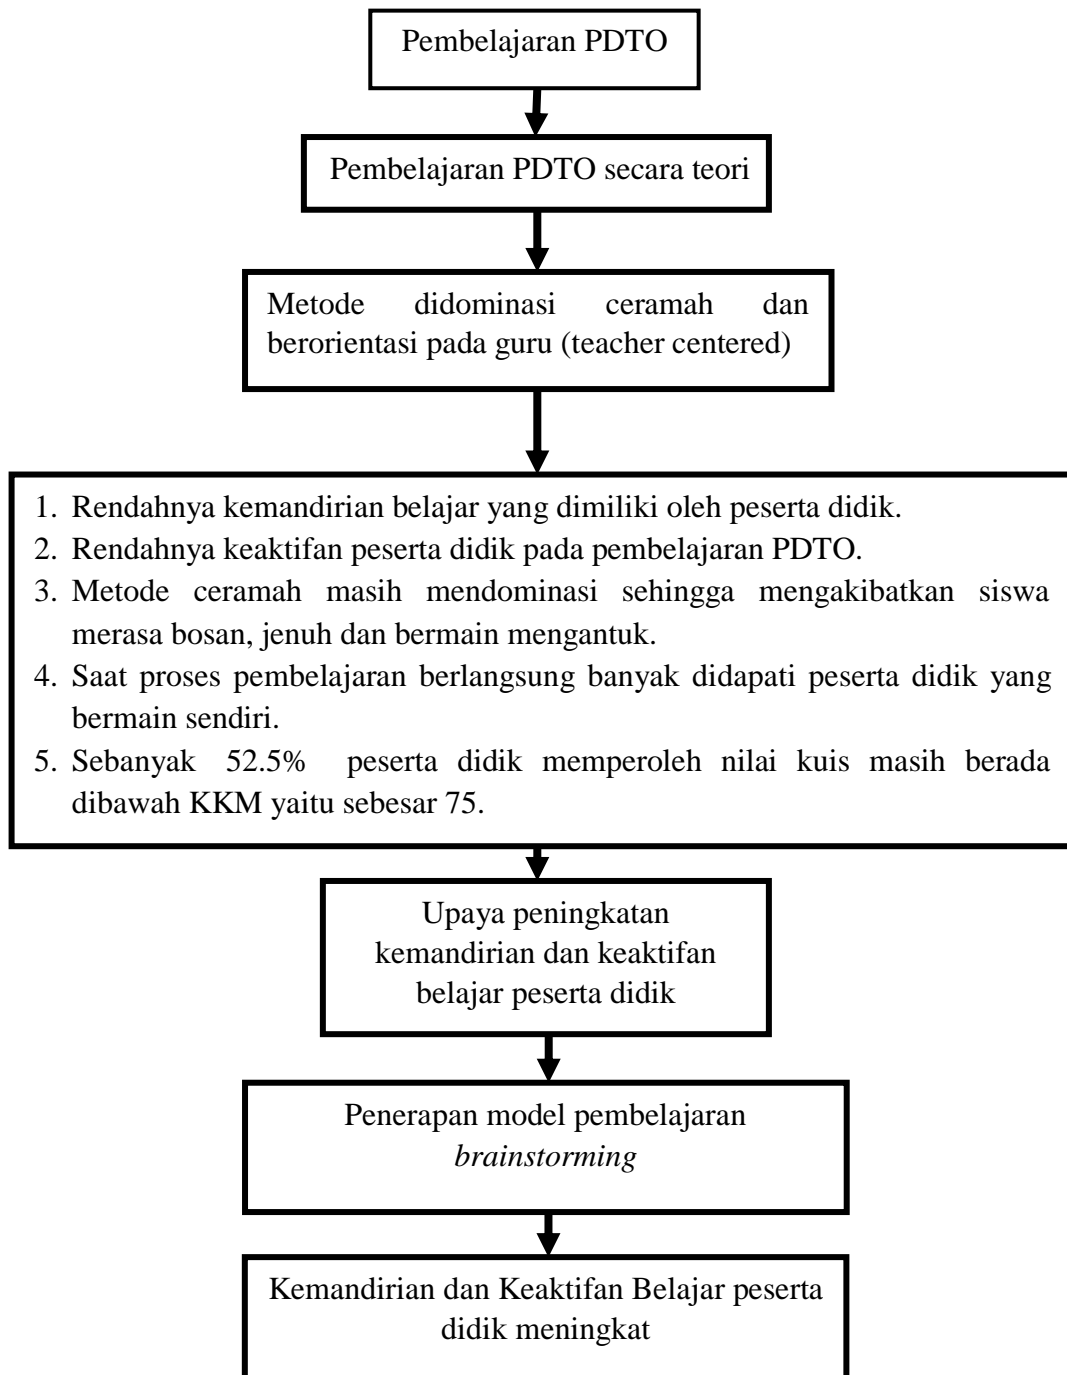 Pembelajaran PDTO
Pembelajaran PDTO secara teori
Metode didominasi ceramah dan
berorientasi pada guru (teacher centered)
1. Rendahnya kemandirian belajar yang dimiliki oleh peserta didik.
2. Rendahnya keaktifan peserta didik pada pembelajaran PDTO.
3. Metode ceramah masih mendominasi sehingga mengakibatkan siswa
merasa bosan, jenuh dan bermain mengantuk.
4. Saat proses pembelajaran berlangsung banyak didapati peserta didik yang
bermain sendiri.
5. Sebanyak 52.5% peserta didik memperoleh nilai kuis masih berada
dibawah KKM yaitu sebesar 75.
Upaya peningkatan
kemandirian dan keaktifan
belajar peserta didik
Penerapan model pembelajaran
brainstorming
Kemandirian dan Keaktifan Belajar peserta
didik meningkat